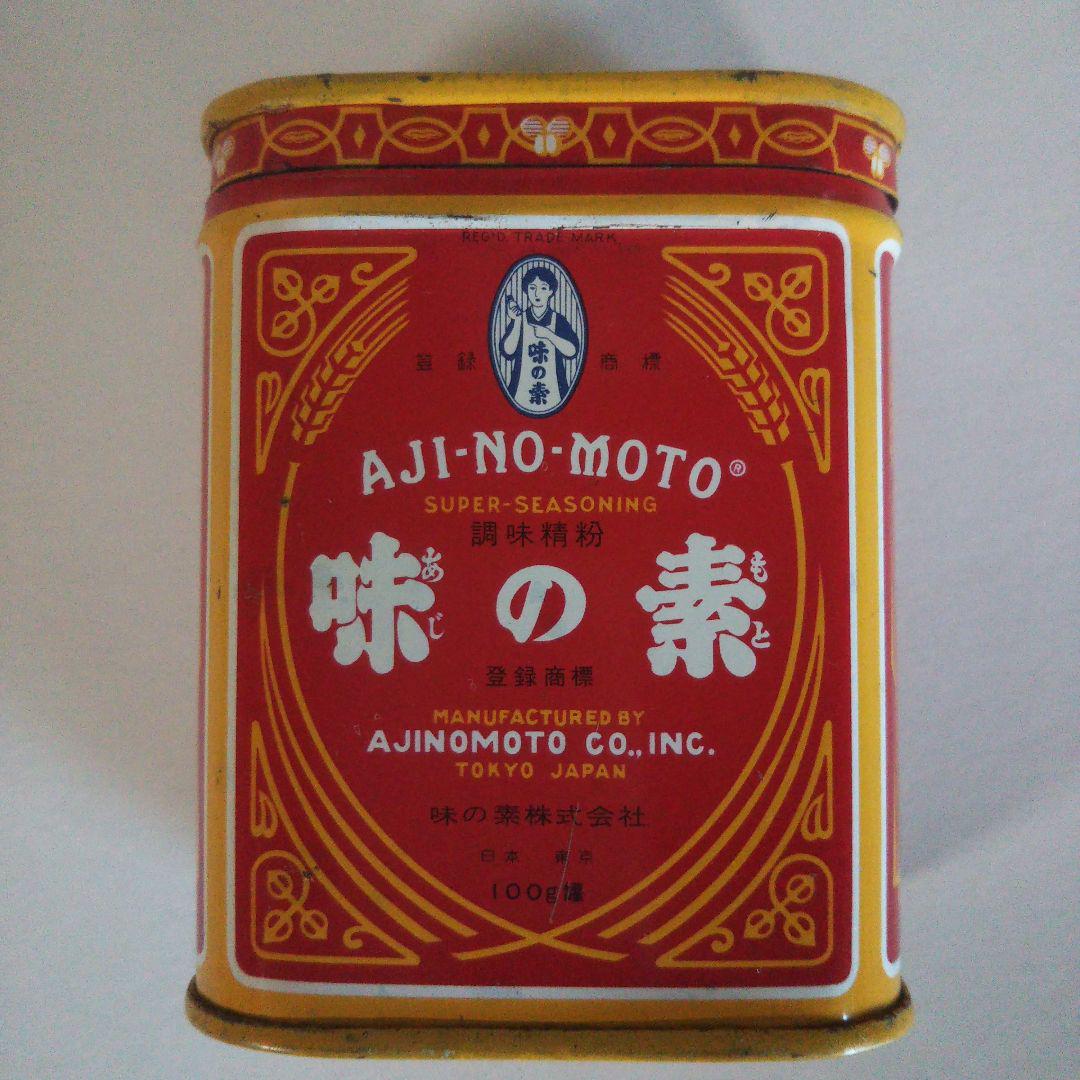 REG'D. TRADE MARK
登録 商標
味の素
AJI-NO-MOTO®
SUPER-SEASONING
調味精粉
味の素
あじ もと
登録商標
MANUFACTURED BY
AJINOMOTO CO., INC.
TOKYO JAPAN
味の素株式会社
日本 東京
100g罐